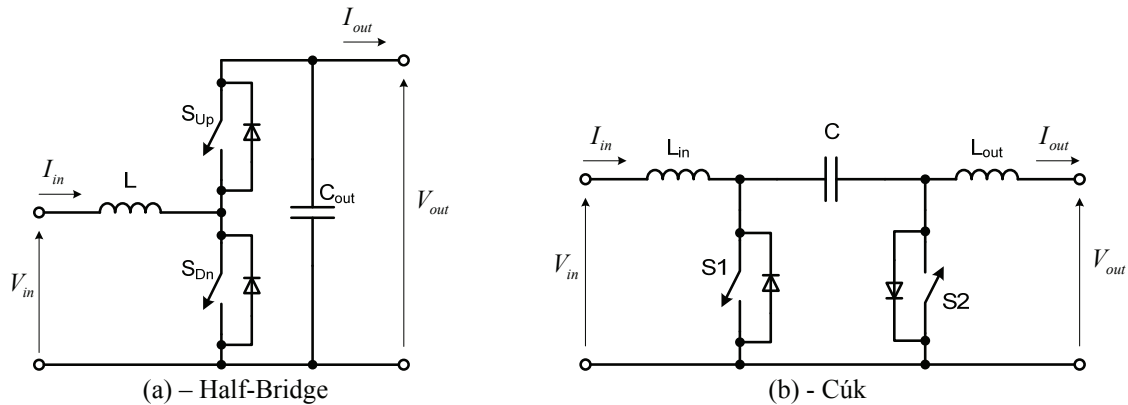 I_out
S_Up
I_in
L
C_out
V_out
V_in
S_Dn
(a) – Half-Bridge
I_in
L_in
C
L_out
I_out
V_in
S1
S2
V_out
(b) - Cúk